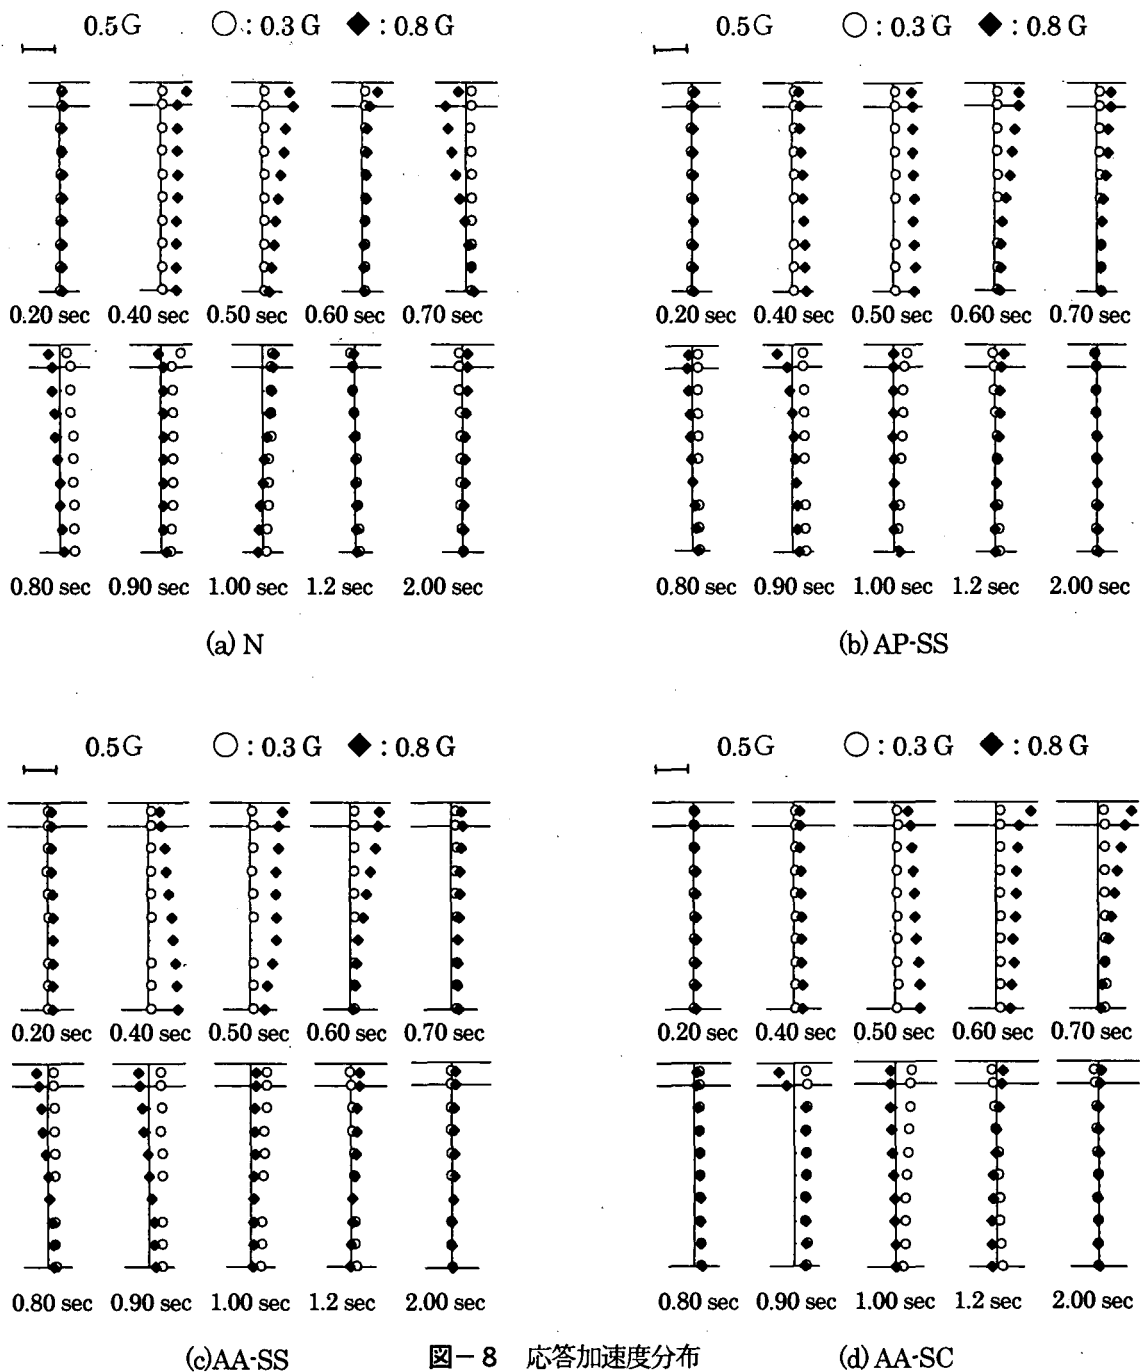 0.5G ○ : 0.3 G ◆ : 0.8 G
0.20 sec 0.40 sec 0.50 sec 0.60 sec 0.70 sec
0.80 sec 0.90 sec 1.00 sec 1.2 sec 2.00 sec
(a) N
0.5G ○ : 0.3 G ◆ : 0.8 G
0.20 sec 0.40 sec 0.50 sec 0.60 sec 0.70 sec
0.80 sec 0.90 sec 1.00 sec 1.2 sec 2.00 sec
(b) AP-SS
0.5G ○ : 0.3 G ◆ : 0.8 G
0.20 sec 0.40 sec 0.50 sec 0.60 sec 0.70 sec
0.80 sec 0.90 sec 1.00 sec 1.2 sec 2.00 sec
(c)AA-SS
0.5G ○ : 0.3 G ◆ : 0.8 G
0.20 sec 0.40 sec 0.50 sec 0.60 sec 0.70 sec
0.80 sec 0.90 sec 1.00 sec 1.2 sec 2.00 sec
(d) AA-SC
図-8 応答加速度分布